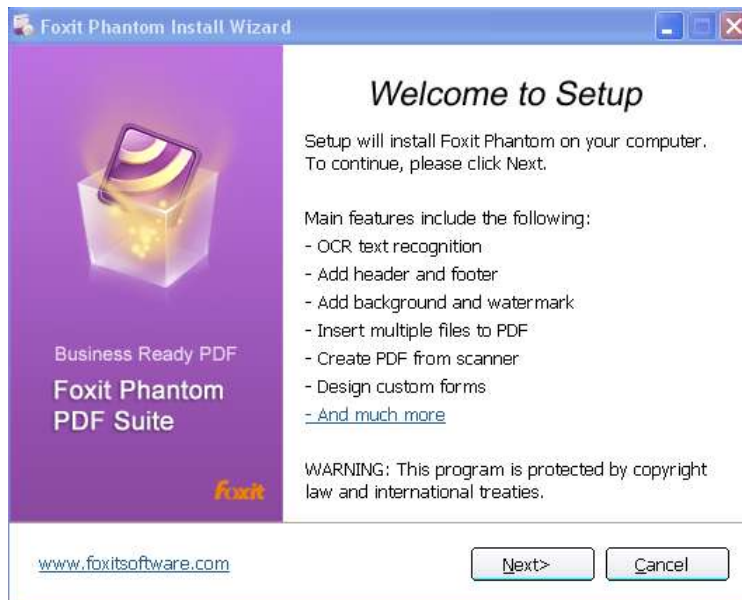 Foxit Phantom Install Wizard
Welcome to Setup
Setup will install Foxit Phantom on your computer.
To continue, please click Next.
Main features include the following:
- OCR text recognition
- Add header and footer
- Add background and watermark
- Insert multiple files to PDF
- Create PDF from scanner
- Design custom forms
- And much more
WARNING: This program is protected by copyright
law and international treaties.
Business Ready PDF
Foxit Phantom
PDF Suite
foxit
www.foxitsoftware.com
Next>
Cancel